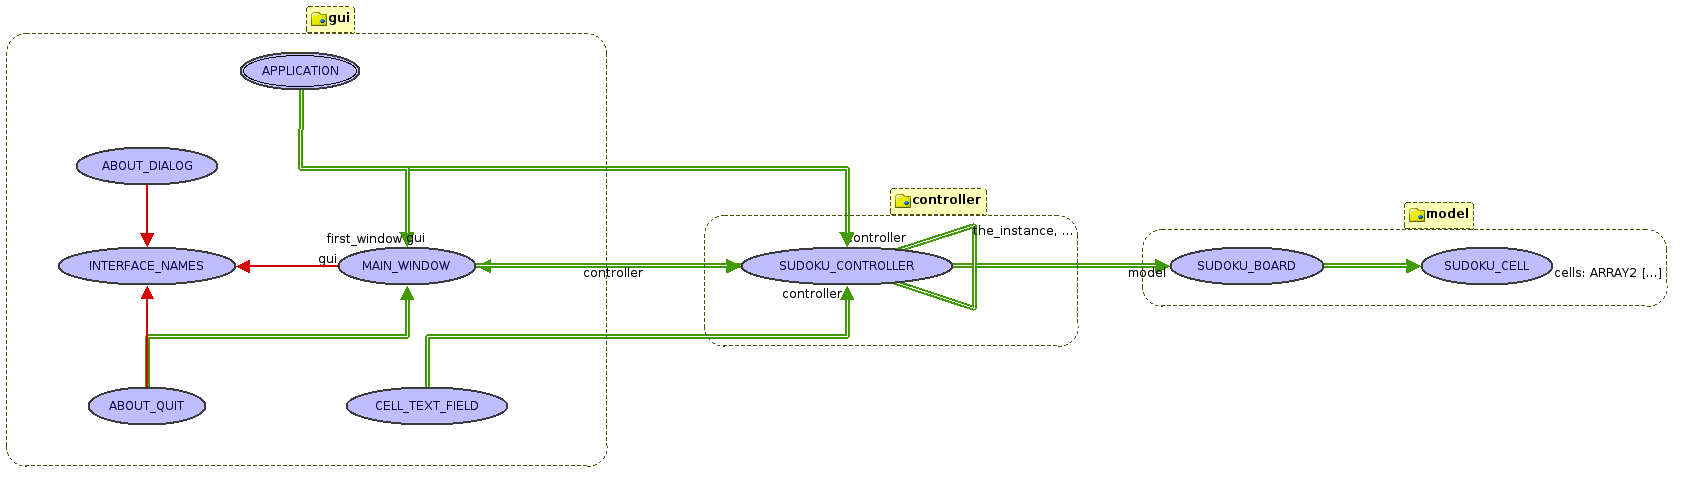 gui
APPLICATION
ABOUT_DIALOG
controller
model
first_window
gui
controller
the_instance, ...
gui
INTERFACE_NAMES
MAIN_WINDOW
controller
SUDOKU_CONTROLLER
model
SUDOKU_BOARD
SUDOKU_CELL
cells: ARRAY2 [...]
controller
ABOUT_QUIT
CELL_TEXT_FIELD